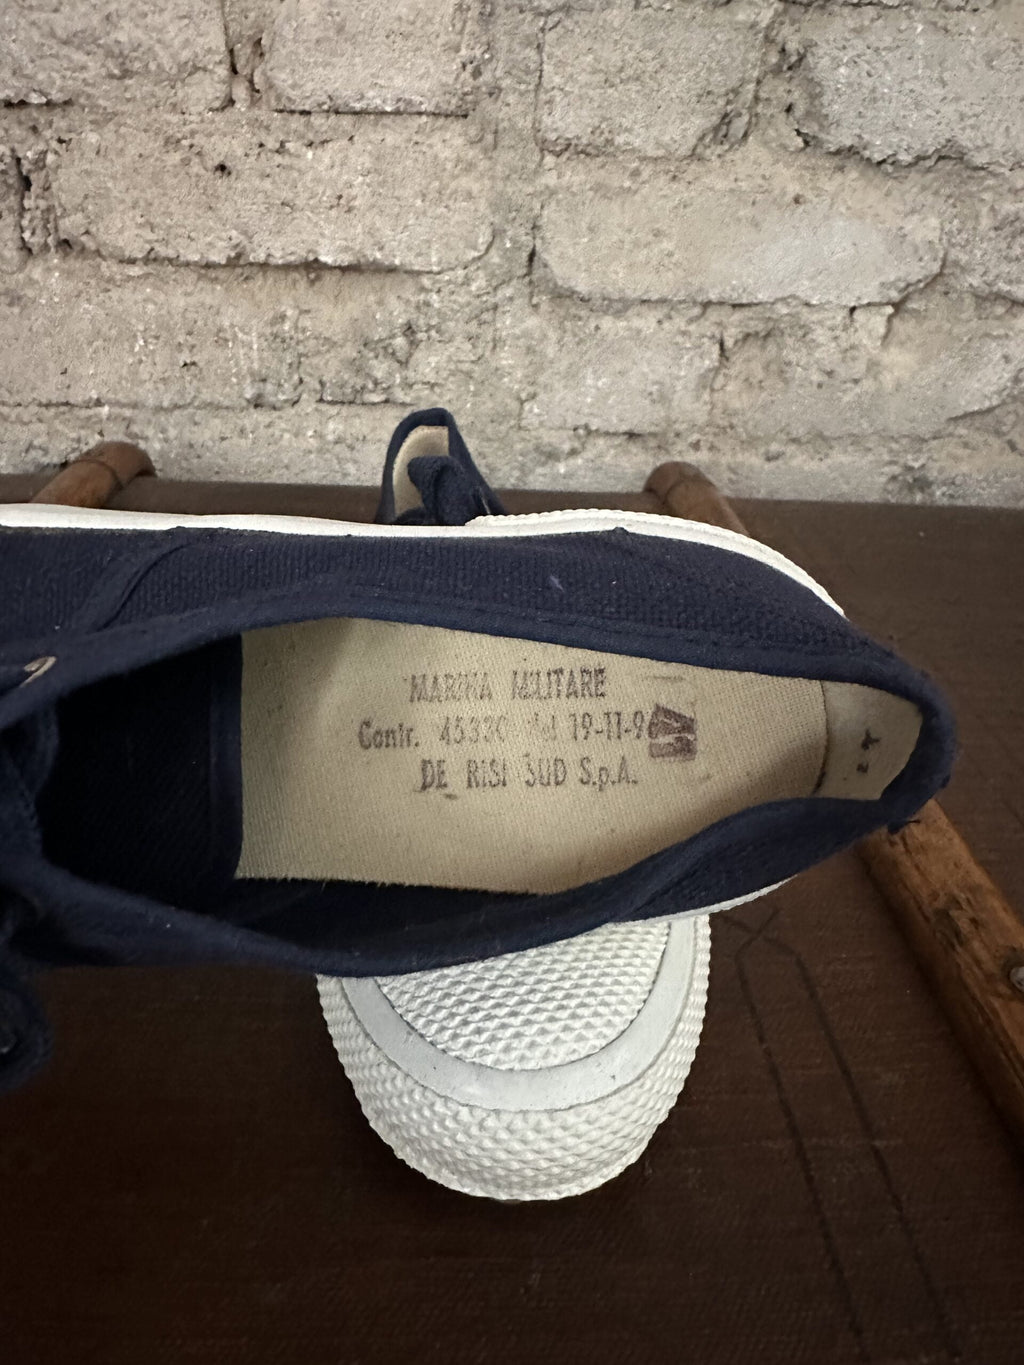 MARINA MILITARE
Contr. 45330 del 19-11-9
DE RISI SUD S.p.A.